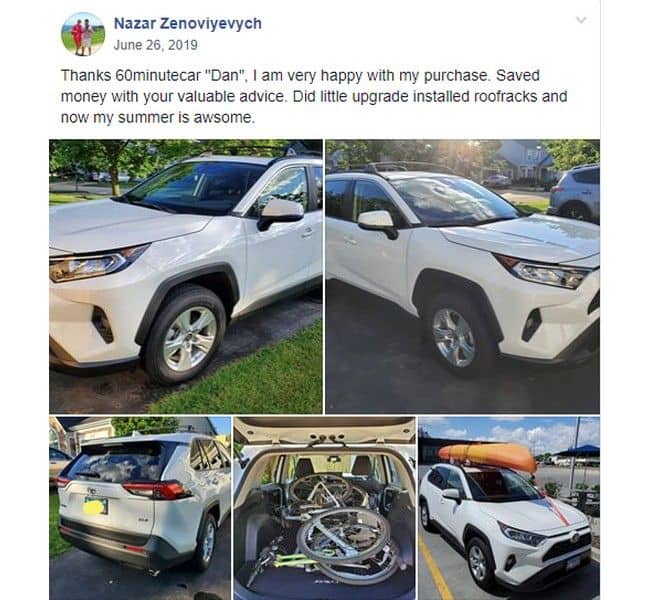 Nazar Zenoviyevych
June 26, 2019
Thanks 60minutecar "Dan", I am very happy with my purchase. Saved
money with your valuable advice. Did little upgrade installed roofracks and
now my summer is awsome.